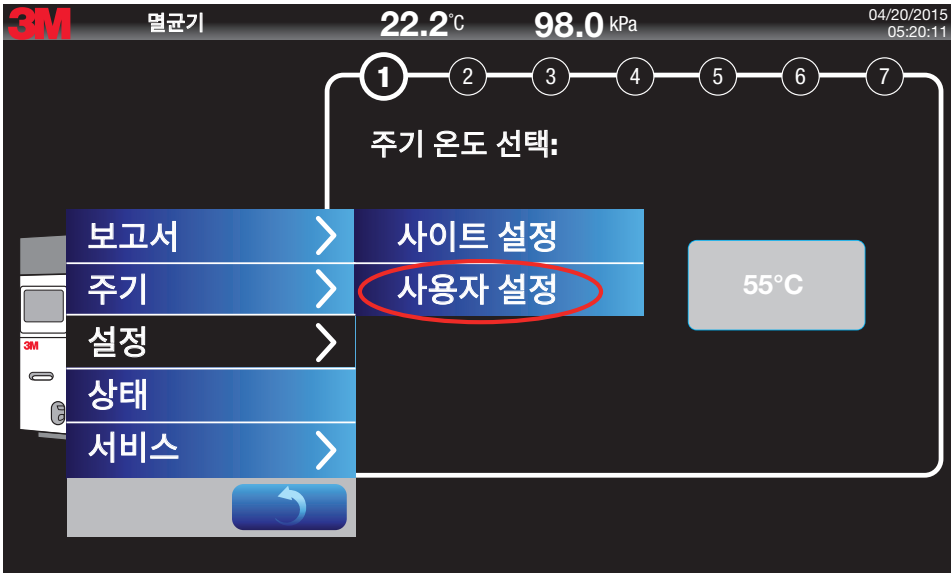 3M 멸균기 22.2°C 98.0 kPa 04/20/2015
05:20:11
1 2 3 4 5 6 7
주기 온도 선택:
보고서
주기
설정
상태
서비스
사이트 설정
사용자 설정
55°C
3M